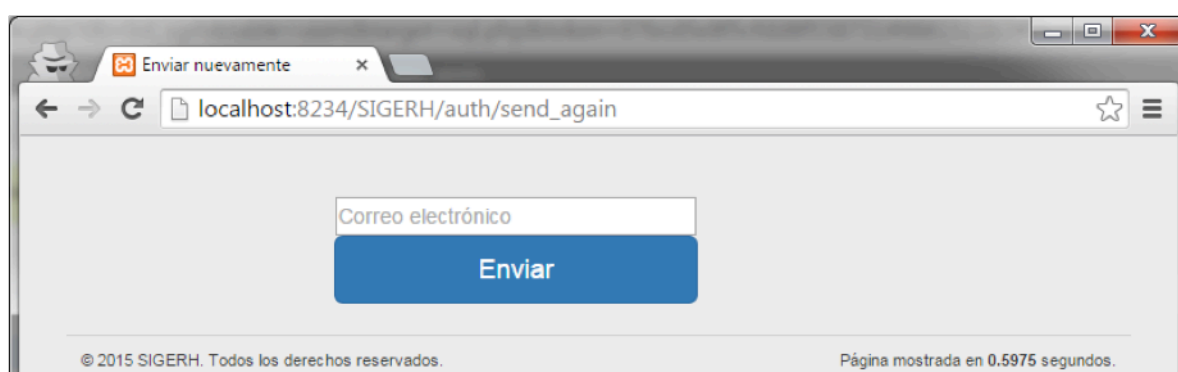 Enviar nuevamente
localhost:8234/SIGERH/auth/send_again
Correo electrónico
Enviar
© 2015 SIGERH. Todos los derechos reservados. Página mostrada en 0.5975 segundos.